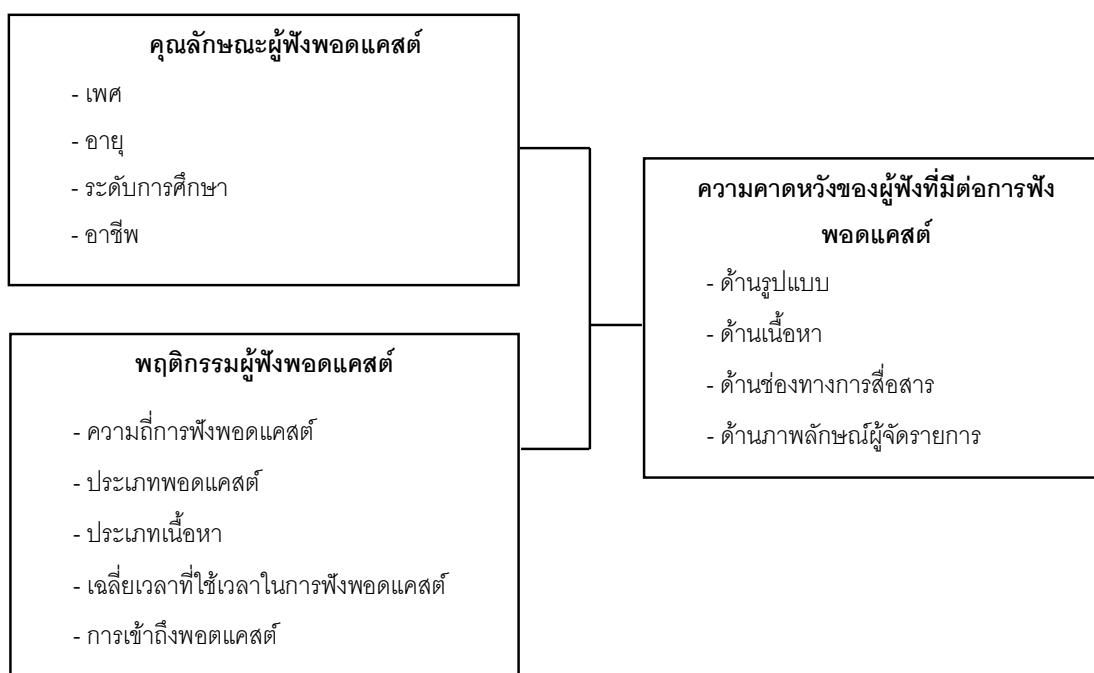 คุณลักษณะผู้ฟังพอดแคสต์
- เพศ
- อายุ
- ระดับการศึกษา
- อาชีพ
พฤติกรรมผู้ฟังพอดแคสต์
- ความถี่การฟังพอดแคสต์
- ประเภทพอดแคสต์
- ประเภทเนื้อหา
- เฉลี่ยเวลาที่ใช้เวลาในการฟังพอดแคสต์
- การเข้าถึงพอตแคสต์
ความคาดหวังของผู้ฟังที่มีต่อการฟัง
พอดแคสต์
- ด้านรูปแบบ
- ด้านเนื้อหา
- ด้านช่องทางการสื่อสาร
- ด้านภาพลักษณ์ผู้จัดรายการ